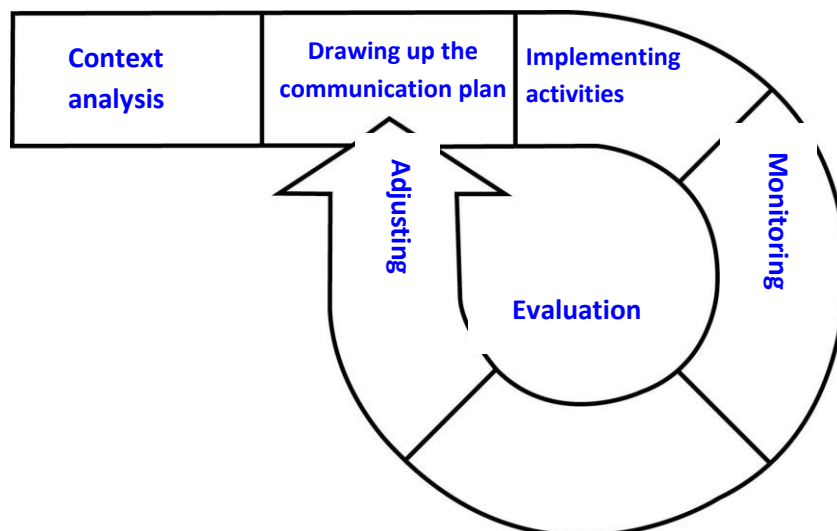 Context
analysis
Drawing up the
communication plan
Implementing
activities
Monitoring
Evaluation
Adjusting